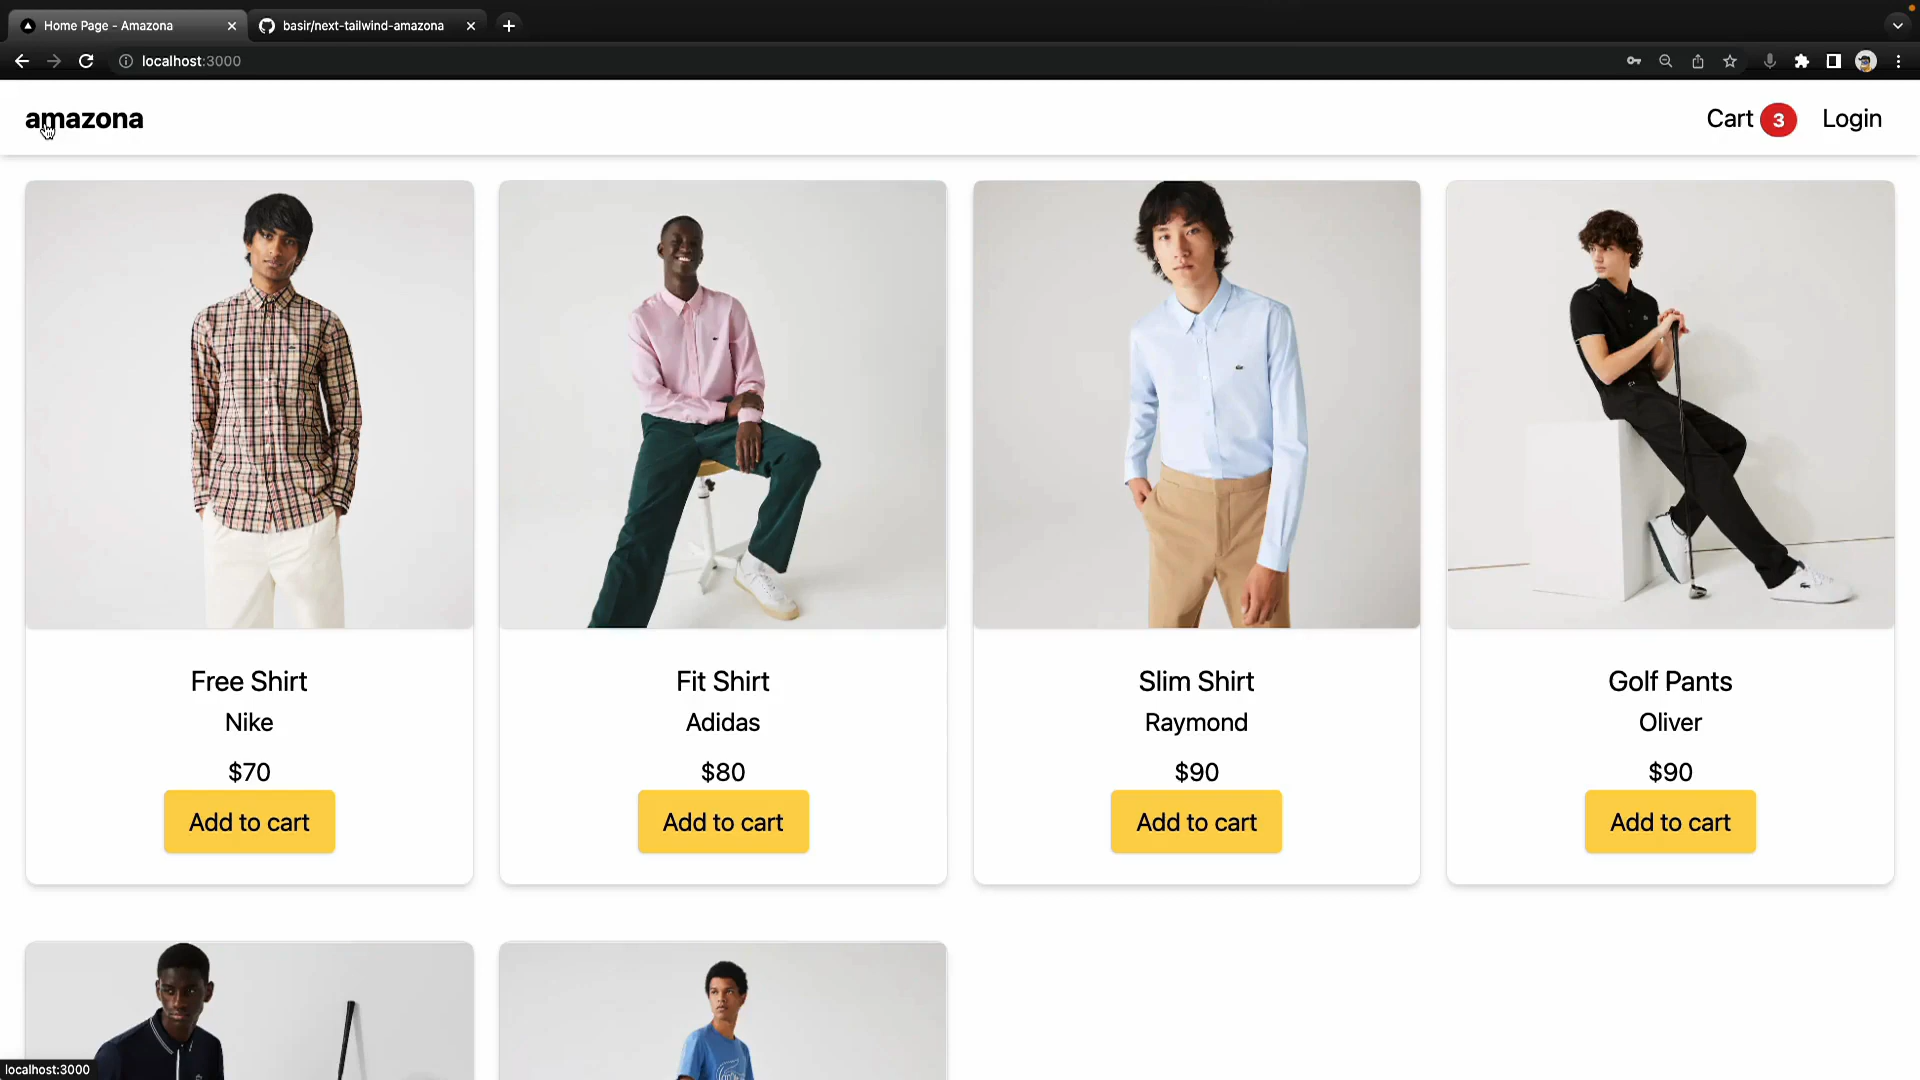 Home Page - Amazona
basir/next-tailwind-amazona
localhost:3000
amazona
Cart 3 Login
Free Shirt
Nike
$70
Add to cart
Fit Shirt
Adidas
$80
Add to cart
Slim Shirt
Raymond
$90
Add to cart
Golf Pants
Oliver
$90
Add to cart
localhost:3000